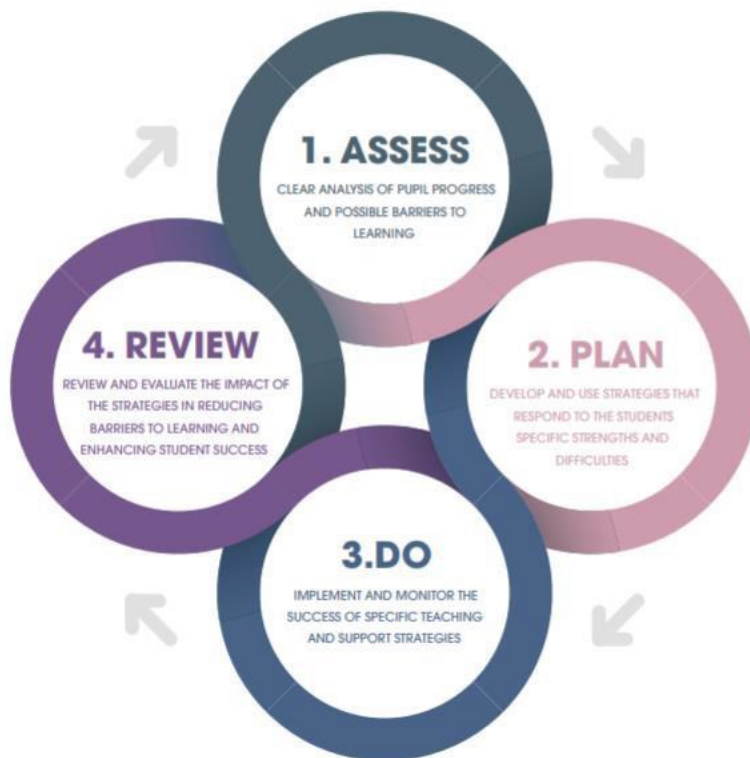 1. ASSESS
CLEAR ANALYSIS OF PUPIL PROGRESS
AND POSSIBLE BARRIERS TO
LEARNING
2. PLAN
DEVELOP AND USE STRATEGIES THAT
RESPOND TO THE STUDENTS
SPECIFIC STRENGTHS AND
DIFFICULTIES
3.DO
IMPLEMENT AND MONITOR THE
SUCCESS OF SPECIFIC TEACHING
AND SUPPORT STRATEGIES
4. REVIEW
REVIEW AND EVALUATE THE IMPACT OF
THE STRATEGIES IN REDUCING
BARRIERS TO LEARNING AND
ENHANCING STUDENT SUCCESS